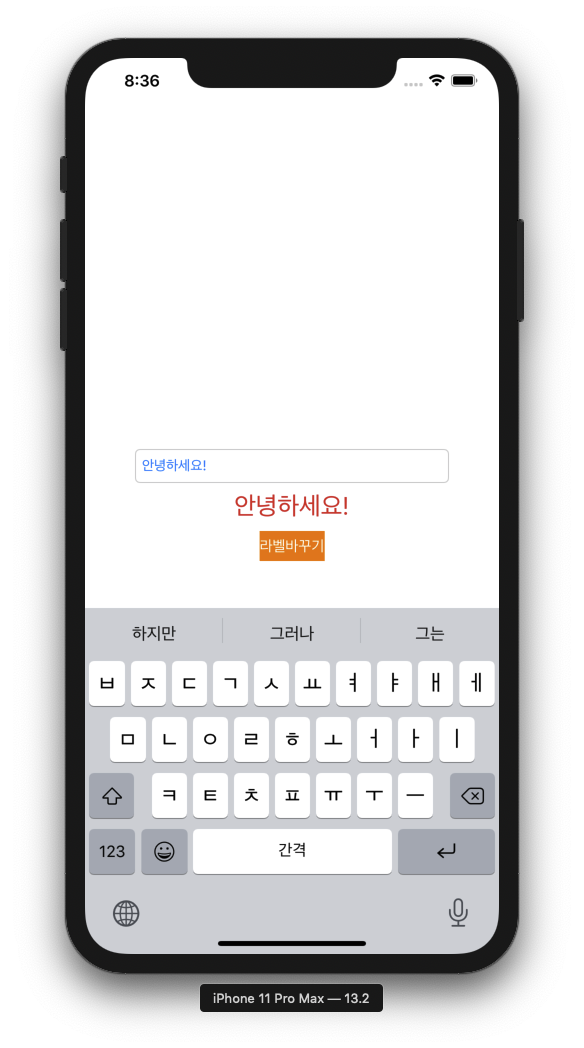 8:36
안녕하세요!
안녕하세요!
라벨바꾸기
하지만 그러나 그는
ㅂ ㅈ ㄷ ㄱ ㅅ ㅛ ㅕ ㅑ ㅐ ㅔ
ㅁ ㄴ ㅇ ㄹ ㅎ ㅗ ㅓ ㅏ ㅣ
ㅋ ㅌ ㅊ ㅍ ㅠ ㅜ ㅡ
123 간격
iPhone 11 Pro Max — 13.2